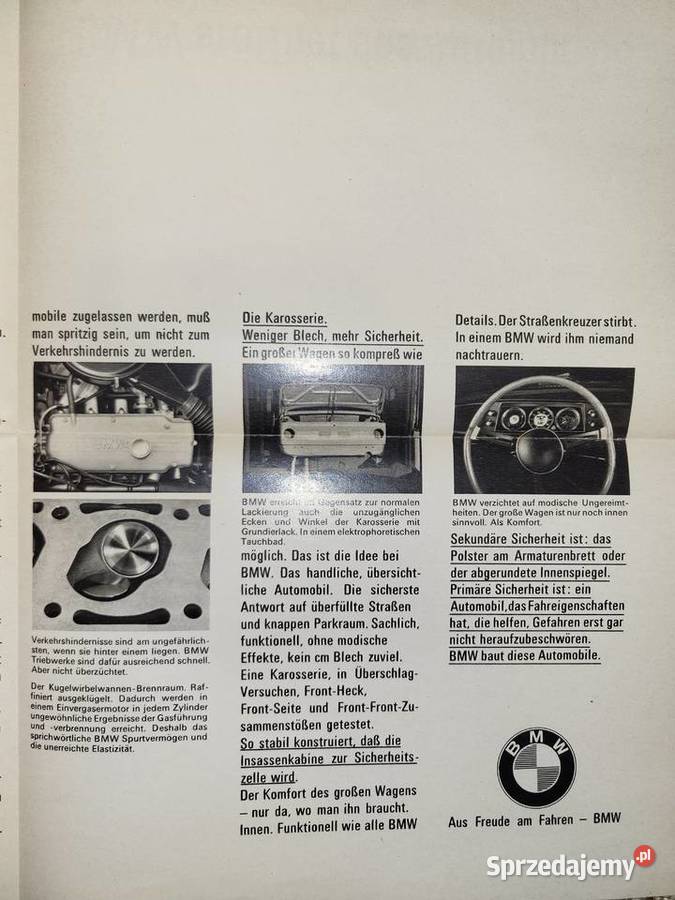 mobile zugelassen werden, muß
man spritzig sein, um nicht zum
Verkehrshindernis zu werden.
Verkehrshindernisse sind am ungefährlich-
sten, wenn sie hinter einem liegen. BMW
Triebwerke sind dafür ausreichend schnell.
Aber nicht überzüchtet.
Der Kugelwirbelwannen-Brennraum. Raf-
finiert ausgeklügelt. Dadurch werden in
einem Einvergasermotor in jedem Zylinder
ungewöhnliche Ergebnisse der Gasführung
und -verbrennung erreicht. Deshalb das
sprichwörtliche BMW Spurtvermögen und
die unerreichte Elastizität.
Die Karosserie.
Weniger Blech, mehr Sicherheit.
Ein großer Wagen so kompreß wie
BMW erreicht im Gegensatz zur normalen
Lackierung auch die unzugänglichen
Ecken und Winkel der Karosserie mit
Grundierlack. In einem elektrophoretischen
Tauchbad.
möglich. Das ist die Idee bei
BMW. Das handliche, übersicht-
liche Automobil. Die sicherste
Antwort auf überfüllte Straßen
und knappen Parkraum. Sachlich,
funktionell, ohne modische
Effekte, kein cm Blech zuviel.
Eine Karosserie, in Überschlag-
Versuchen, Front-Heck,
Front-Seite und Front-Front-Zu-
sammenstößen getestet.
So stabil konstruiert, daß die
Insassenkabine zur Sicherheits-
zelle wird.
Der Komfort des großen Wagens
– nur da, wo man ihn braucht.
Innen. Funktionell wie alle BMW
Details. Der Straßenkreuzer stirbt.
In einem BMW wird ihm niemand
nachtrauern.
BMW verzichtet auf modische Ungereimt-
heiten. Der große Wagen ist nur noch innen
sinnvoll. Als Komfort.
Sekundäre Sicherheit ist: das
Polster am Armaturenbrett oder
der abgerundete Innenspiegel.
Primäre Sicherheit ist: ein
Automobil, das Fahreigenschaften
hat, die helfen, Gefahren erst gar
nicht heraufzubeschwören.
BMW baut diese Automobile.
BMW
Aus Freude am Fahren – BMW
Sprzedajemy.pl